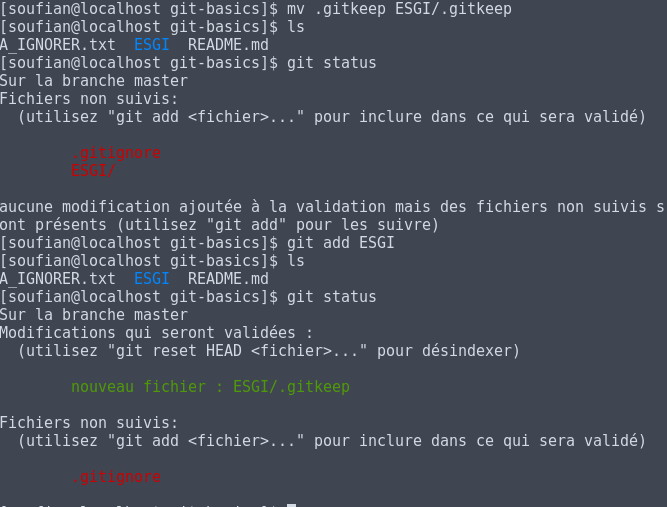 [soufian@localhost git-basics]$ mv .gitkeep ESGI/.gitkeep
[soufian@localhost git-basics]$ ls
A_IGNORER.txt  ESGI  README.md
[soufian@localhost git-basics]$ git status
Sur la branche master
Fichiers non suivis:
  (utilisez "git add <fichier>..." pour inclure dans ce qui sera validé)
        .gitignore
        ESGI/
aucune modification ajoutée à la validation mais des fichiers non suivis s
ont présents (utilisez "git add" pour les suivre)
[soufian@localhost git-basics]$ git add ESGI
[soufian@localhost git-basics]$ ls
A_IGNORER.txt  ESGI  README.md
[soufian@localhost git-basics]$ git status
Sur la branche master
Modifications qui seront validées :
  (utilisez "git reset HEAD <fichier>..." pour désindexer)
        nouveau fichier : ESGI/.gitkeep
Fichiers non suivis:
  (utilisez "git add <fichier>..." pour inclure dans ce qui sera validé)
        .gitignore